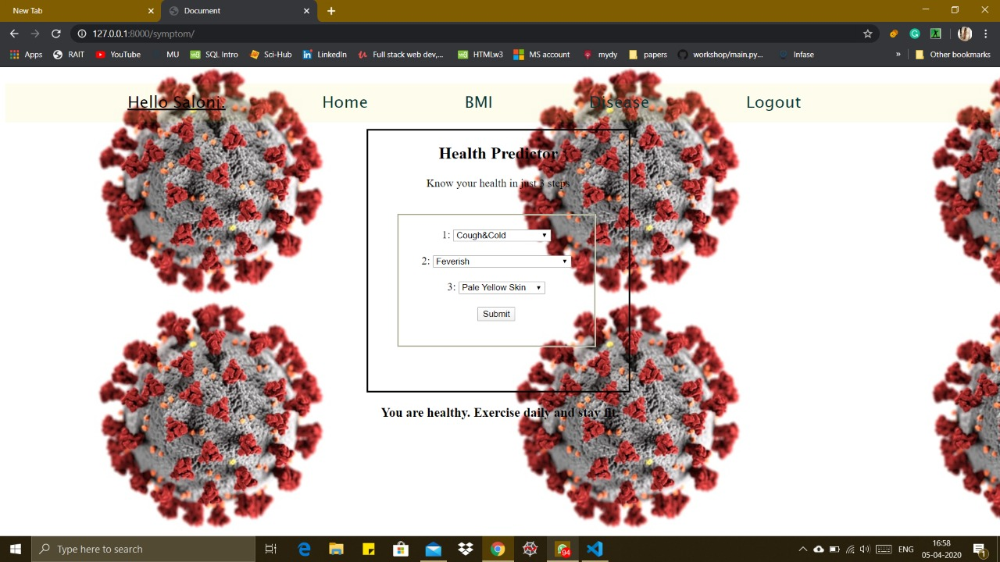 New Tab
Document
127.0.0.1:8000/symptom/
Apps RAIT YouTube MU SQL Intro Sci-Hub LinkedIn Full stack web dev,... HTMLw3 MS account mydy papers workshop/main.py... Infase » Other bookmarks
Hello Saloni. Home BMI Disease Logout
Health Predictor
Know your health in just 3 steps
1: Cough&Cold
2: Feverish
3: Pale Yellow Skin
Submit
You are healthy. Exercise daily and stay fit.
Type here to search
94
ENG
16:58
05-04-2020
1